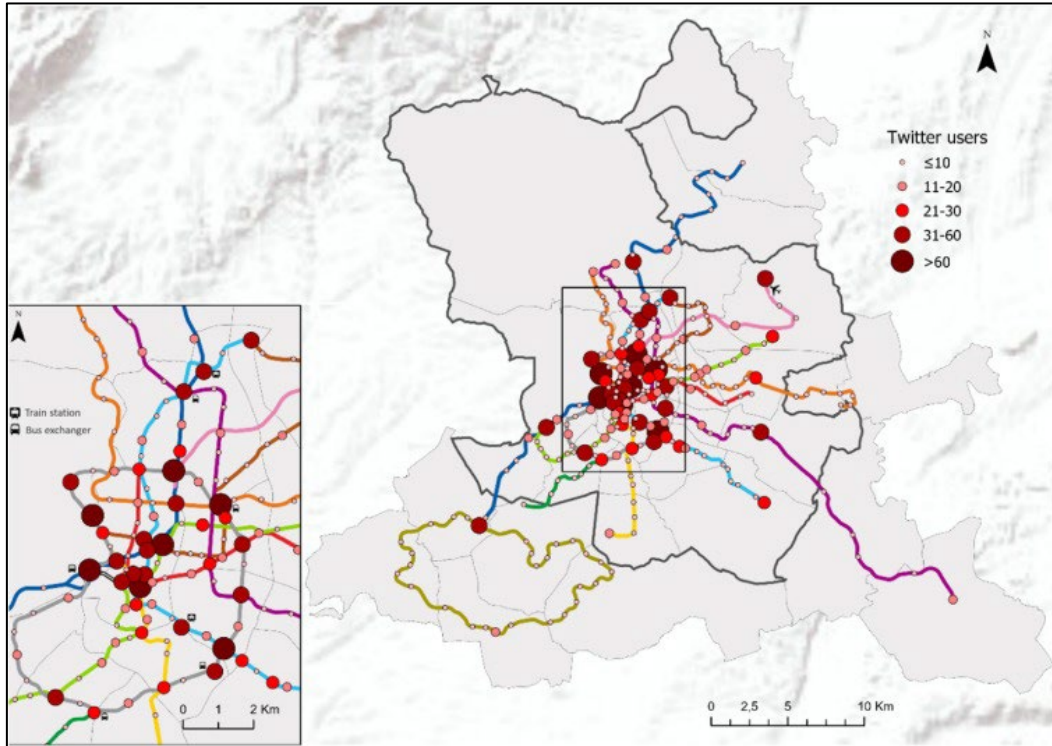 N
Twitter users
≤10
11-20
21-30
31-60
>60
N
Train station
Bus exchanger
0 1 2 Km
0 2,5 5 10 Km